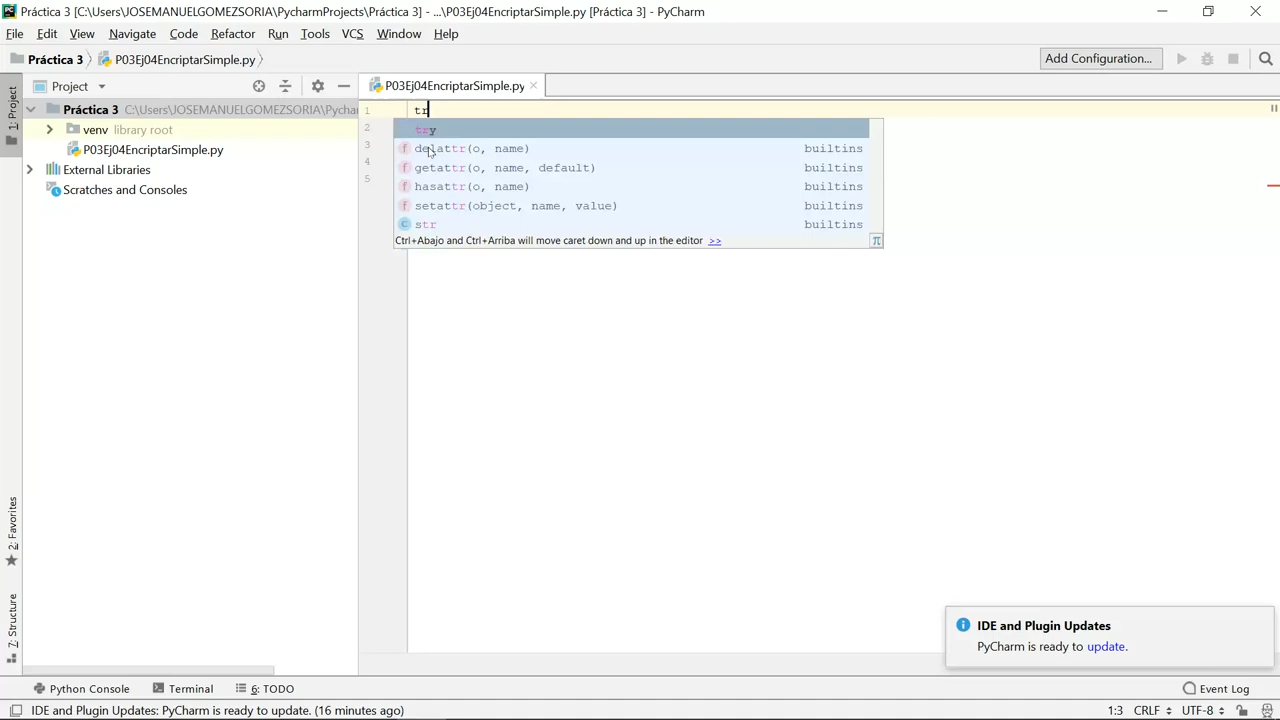 Práctica 3 [C:\Users\JOSEMANUELGOMEZSORIA\PycharmProjects\Práctica 3] - ...\P03Ej04EncriptarSimple.py [Práctica 3] - PyCharm
File Edit View Navigate Code Refactor Run Tools VCS Window Help
Práctica 3 P03Ej04EncriptarSimple.py Add Configuration...
Project P03Ej04EncriptarSimple.py
1: Project
Práctica 3 C:\Users\JOSEMANUELGOMEZSORIA\Pycha
venv library root
P03Ej04EncriptarSimple.py
External Libraries
Scratches and Consoles
1 tr
2
3
4
5
try
delattr(o, name) builtins
getattr(o, name, default) builtins
hasattr(o, name) builtins
setattr(object, name, value) builtins
str builtins
Ctrl+Abajo and Ctrl+Arriba will move caret down and up in the editor >> π
2: Favorites
7: Structure
IDE and Plugin Updates
PyCharm is ready to update.
Python Console Terminal 6: TODO Event Log
IDE and Plugin Updates: PyCharm is ready to update. (16 minutes ago) 1:3 CRLF UTF-8